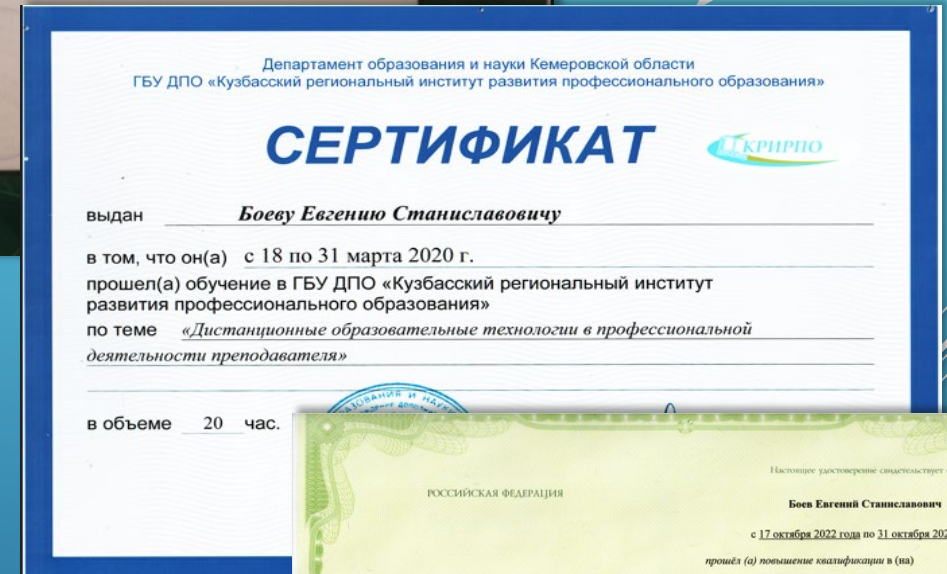 Департамент образования и науки Кемеровской области
ГБУ ДПО «Кузбасский региональный институт развития профессионального образования»
СЕРТИФИКАТ
КРИРПО
выдан Боеву Евгению Станиславовичу
в том, что он(а) с 18 по 31 марта 2020 г.
прошел(а) обучение в ГБУ ДПО «Кузбасский региональный институт
развития профессионального образования»
по теме «Дистанционные образовательные технологии в профессиональной
деятельности преподавателя»
в объеме 20 час.
РОССИЙСКАЯ ФЕДЕРАЦИЯ
Настоящее удостоверение свидетельствует
Боев Евгений Станиславович
с 17 октября 2022 года по 31 октября 202
прошёл (а) повышение квалификации в (на)